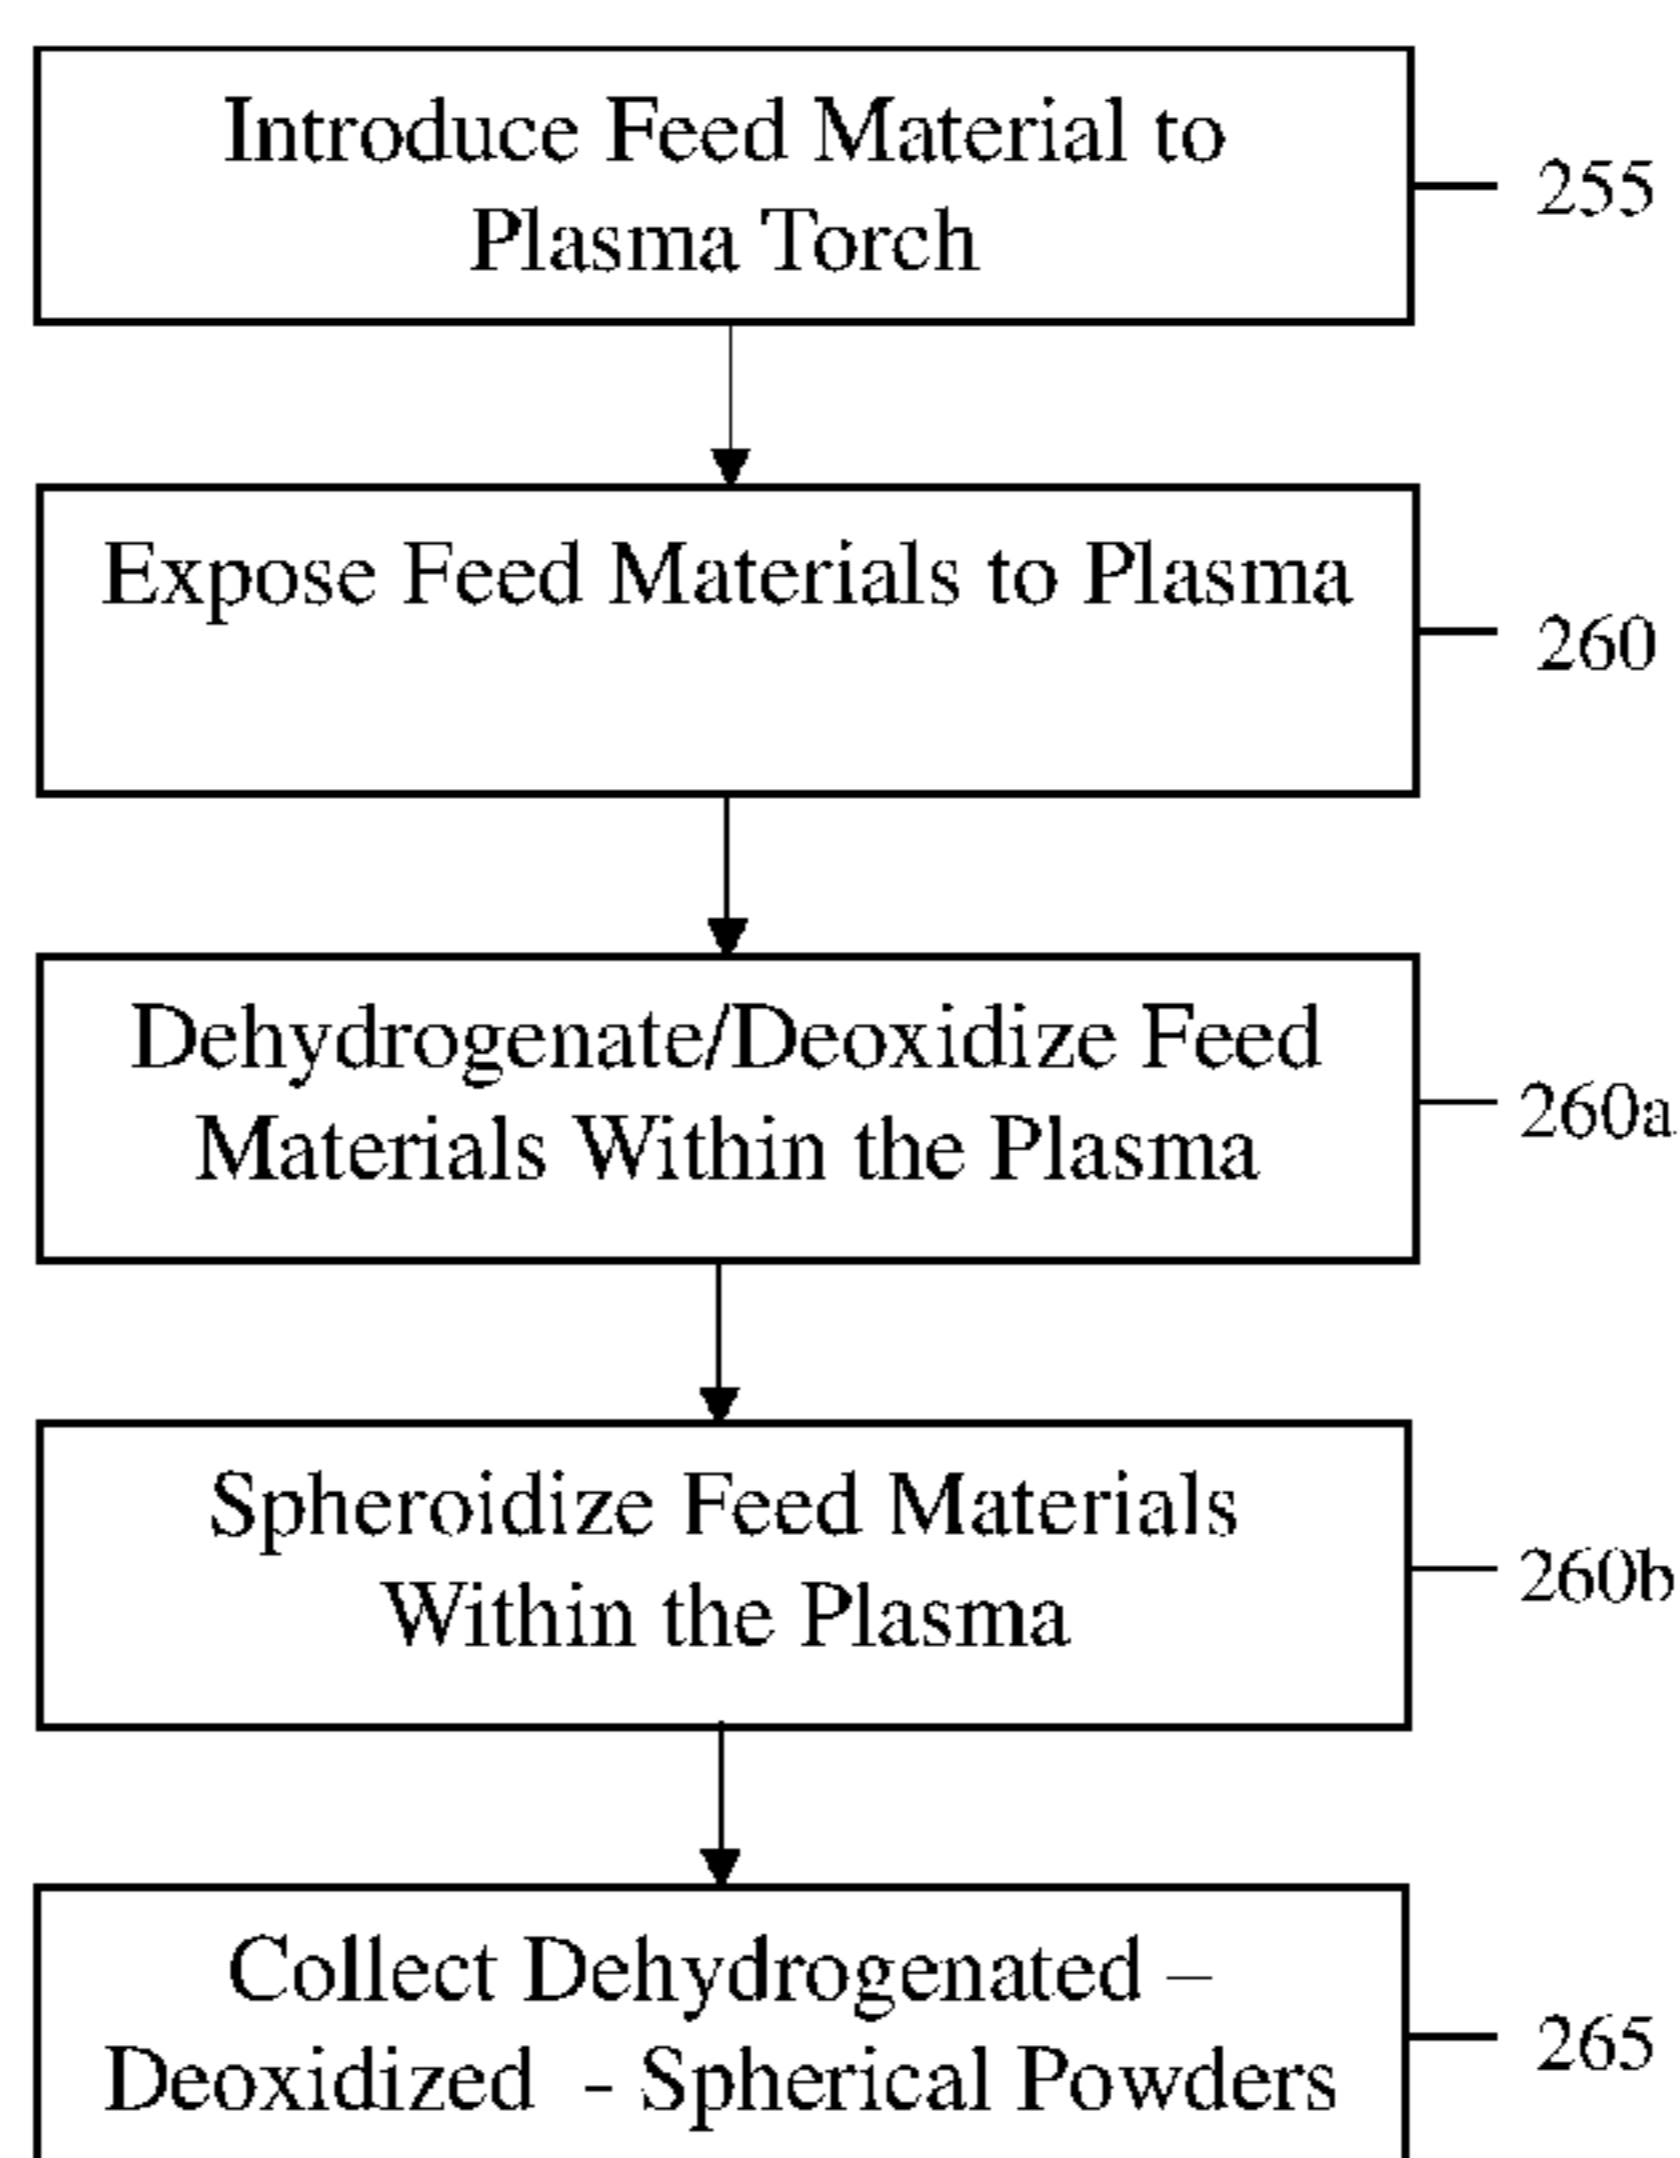 Introduce Feed Material to
Plasma Torch
255
Expose Feed Materials to Plasma
260
Dehydrogenate/Deoxidize Feed
Materials Within the Plasma
260a
Spheroidize Feed Materials
Within the Plasma
260b
Collect Dehydrogenated –
Deoxidized - Spherical Powders
265